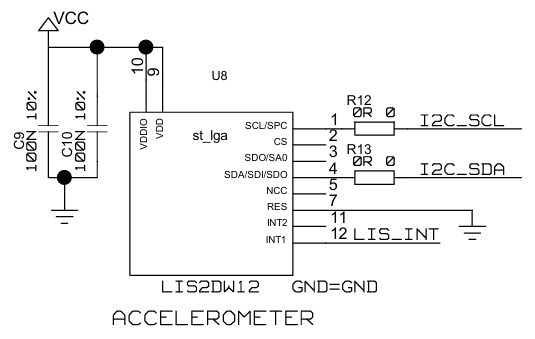 VCC
10
9
U8
C9
100N 10%
C10
100N 10%
VDDIO
VDD
st_lga
SCL/SPC 1 R12 0R 0 I2C_SCL
CS 2
SDO/SA0 3
SDA/SDI/SDO 4 R13 0R 0 I2C_SDA
NCC 5
RES 7
INT2 11
INT1 12 LIS_INT
LIS2DW12 GND=GND
ACCELEROMETER